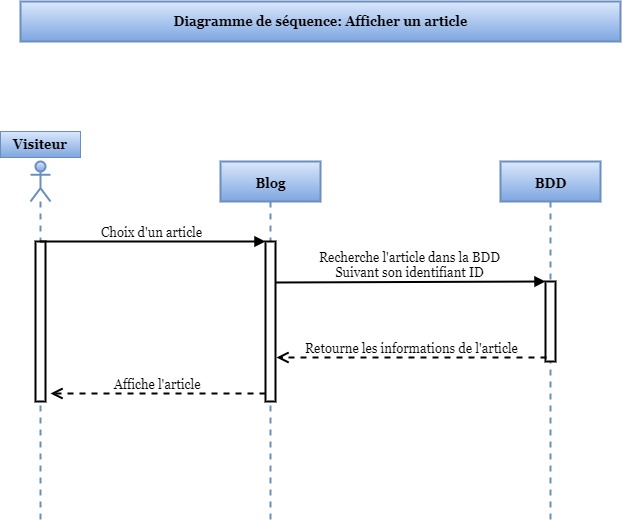 Diagramme de séquence: Afficher un article
Visiteur
Blog
BDD
Choix d'un article
Recherche l'article dans la BDD
Suivant son identifiant ID
Retourne les informations de l'article
Affiche l'article